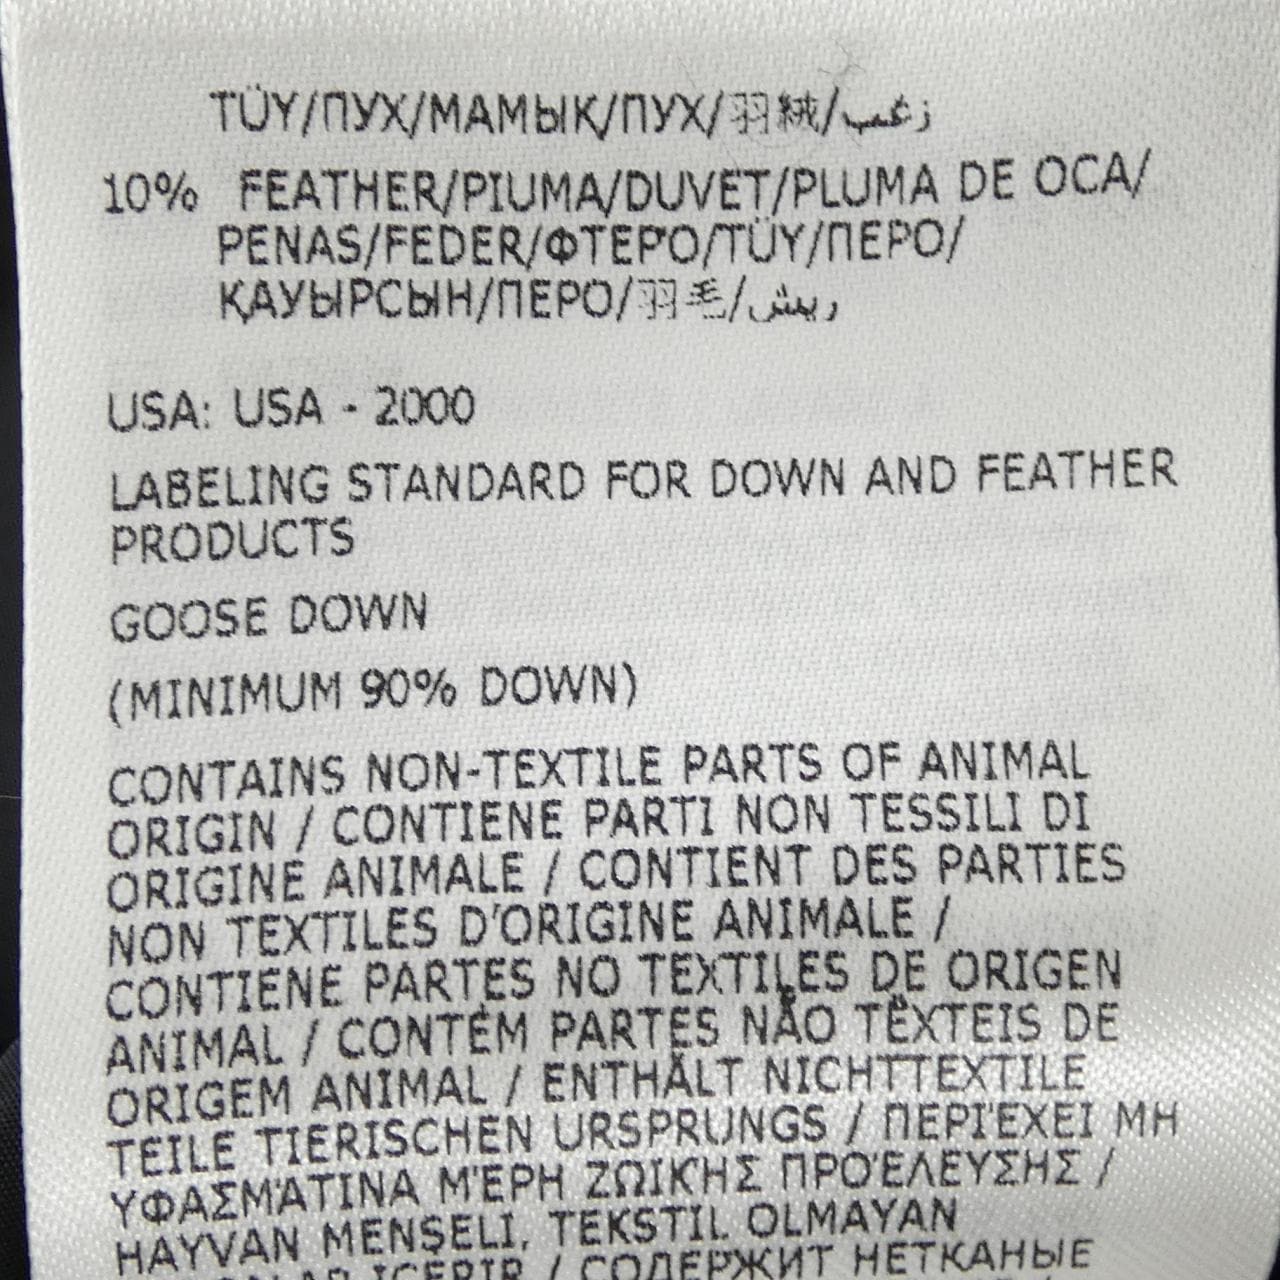 TÜY/ПУХ/МАМЫҚ/ПУХ/羽絨/زغب
10% FEATHER/PIUMA/DUVET/PLUMA DE OCA/
PENAS/FEDER/ΦΤΕΡΌ/TÜY/ПЕРО/
ҚАУЫРСЫН/ПЕРО/羽毛/ريش
USA: USA - 2000
LABELING STANDARD FOR DOWN AND FEATHER
PRODUCTS
GOOSE DOWN
(MINIMUM 90% DOWN)
CONTAINS NON-TEXTILE PARTS OF ANIMAL
ORIGIN / CONTIENE PARTI NON TESSILI DI
ORIGINE ANIMALE / CONTIENT DES PARTIES
NON TEXTILES D'ORIGINE ANIMALE /
CONTIENE PARTES NO TEXTILES DE ORIGEN
ANIMAL / CONTÉM PARTES NÃO TÊXTEIS DE
ORIGEM ANIMAL / ENTHÄLT NICHTTEXTILE
TEILE TIERISCHEN URSPRUNGS / ΠΕΡΙΈΧΕΙ ΜΗ
ΥΦΑΣΜΆΤΙΝΑ ΜΈΡΗ ΖΩΙΚΉΣ ΠΡΟΈΛΕΥΣΗΣ /
HAYVAN MENŞELI, TEKSTIL OLMAYAN
IÇERIR / СОДЕРЖИТ НЕТКАНЫЕ